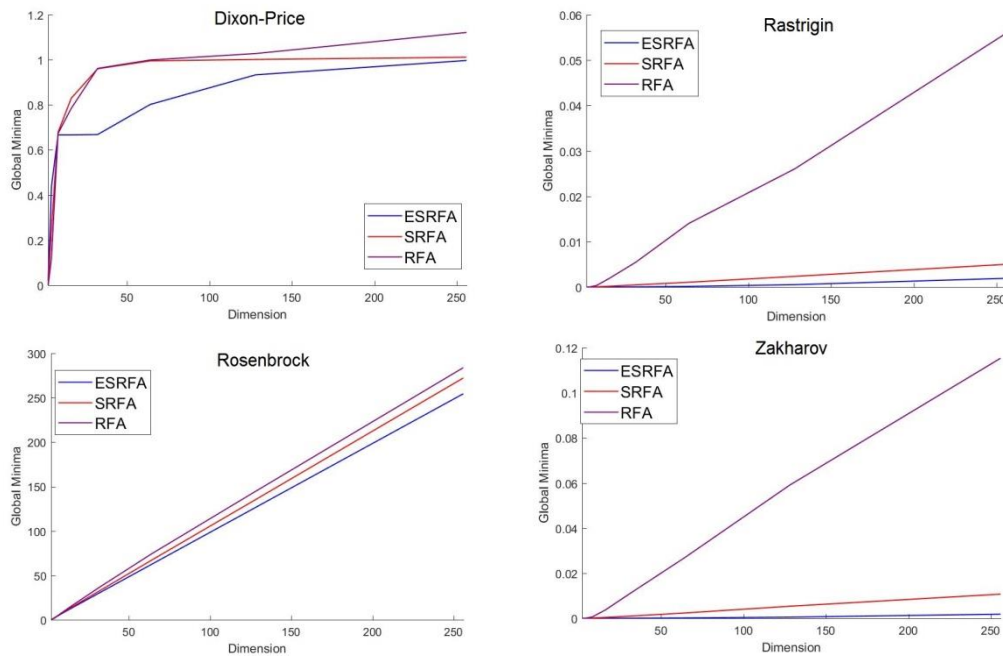 Dixon-Price
1.2
1
0.8
0.6
0.4
0.2
0
Global Minima
50
100
150
200
250
Dimension
ESRFA
SRFA
RFA
Rastrigin
0.06
0.05
0.04
0.03
0.02
0.01
0
Global Minima
50
100
150
200
250
Dimension
ESRFA
SRFA
RFA
Rosenbrock
300
250
200
150
100
50
0
Global Minima
50
100
150
200
250
Dimension
ESRFA
SRFA
RFA
Zakharov
0.12
0.1
0.08
0.06
0.04
0.02
0
Global Minima
50
100
150
200
250
Dimension
ESRFA
SRFA
RFA